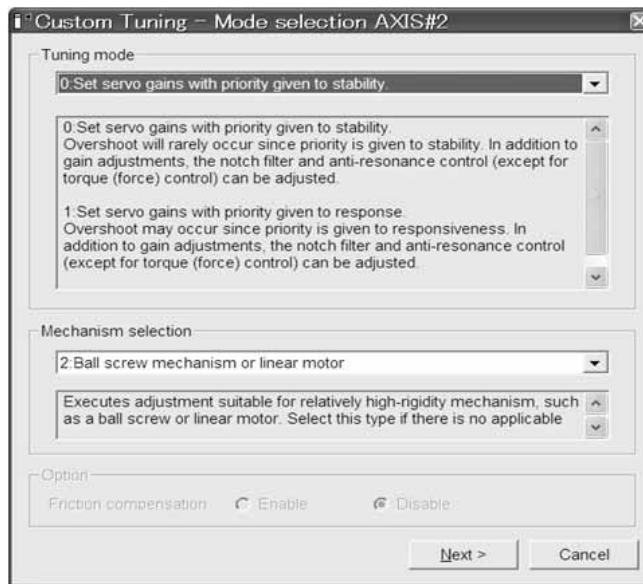 Custom Tuning - Mode selection AXIS#2
Tuning mode
0:Set servo gains with priority given to stability.
0:Set servo gains with priority given to stability.
Overshoot will rarely occur since priority is given to stability. In addition to
gain adjustments, the notch filter and anti-resonance control (except for
torque (force) control) can be adjusted.
1:Set servo gains with priority given to response.
Overshoot may occur since priority is given to responsiveness. In
addition to gain adjustments, the notch filter and anti-resonance control
(except for torque (force) control) can be adjusted.
Mechanism selection
2:Ball screw mechanism or linear motor
Executes adjustment suitable for relatively high-rigidity mechanism, such
as a ball screw or linear motor. Select this type if there is no applicable
Option
Friction compensation Enable Disable
Next > Cancel